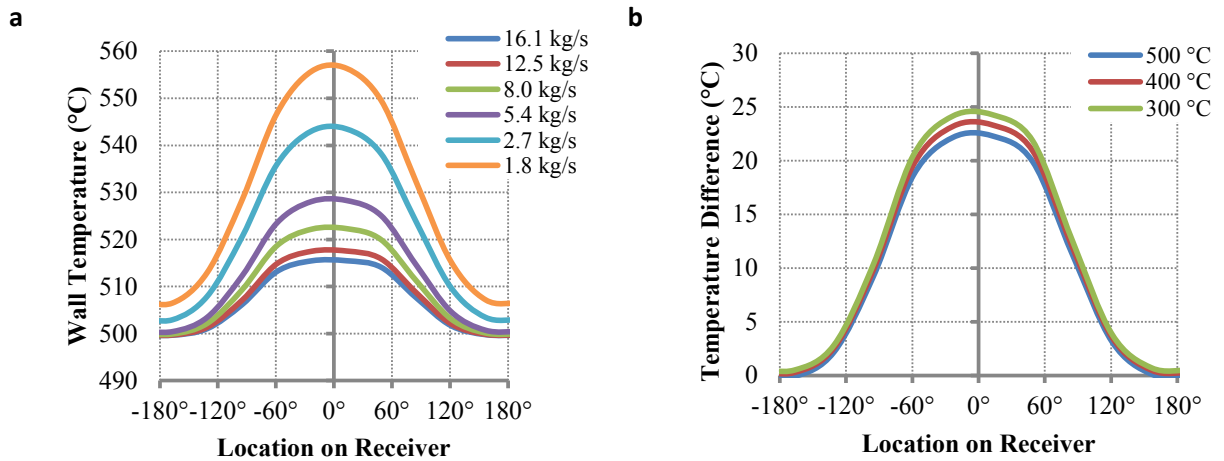 a
16.1 kg/s
12.5 kg/s
8.0 kg/s
5.4 kg/s
2.7 kg/s
1.8 kg/s
Wall Temperature (°C)
560
550
540
530
520
510
500
490
-180°-120° -60° 0° 60° 120° 180°
Location on Receiver
b
500 °C
400 °C
300 °C
Temperature Difference (°C)
30
25
20
15
10
5
0
-180° -120° -60° 0° 60° 120° 180°
Location on Receiver